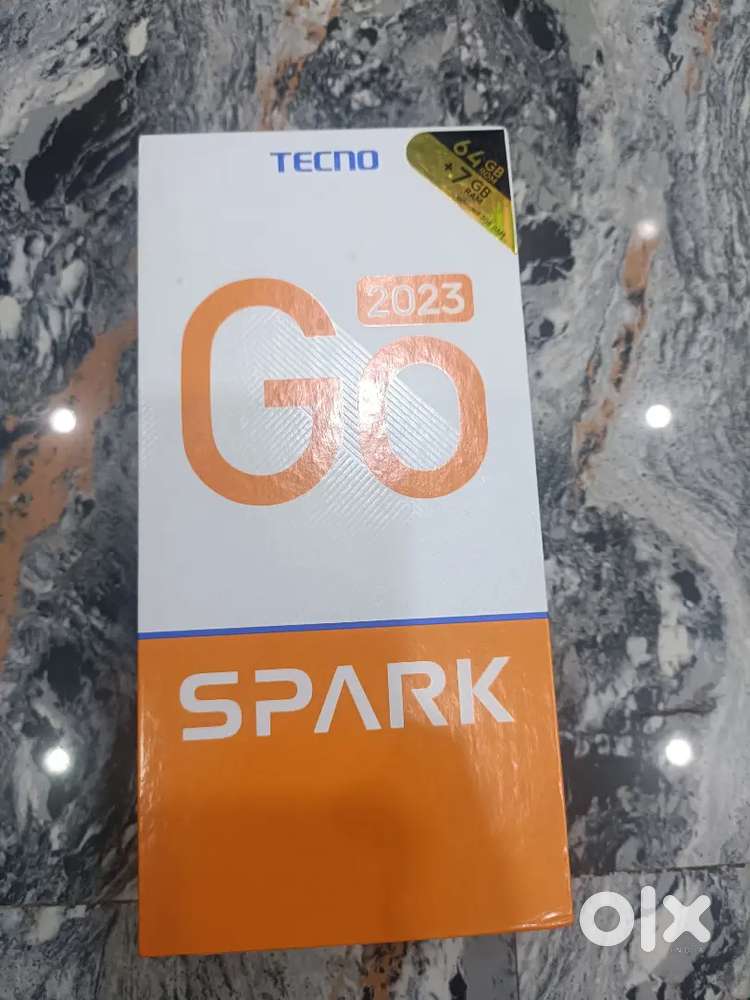 TECNO
64 GB
ROM
+7 GB
RAM
2023
Go
SPARK
olx